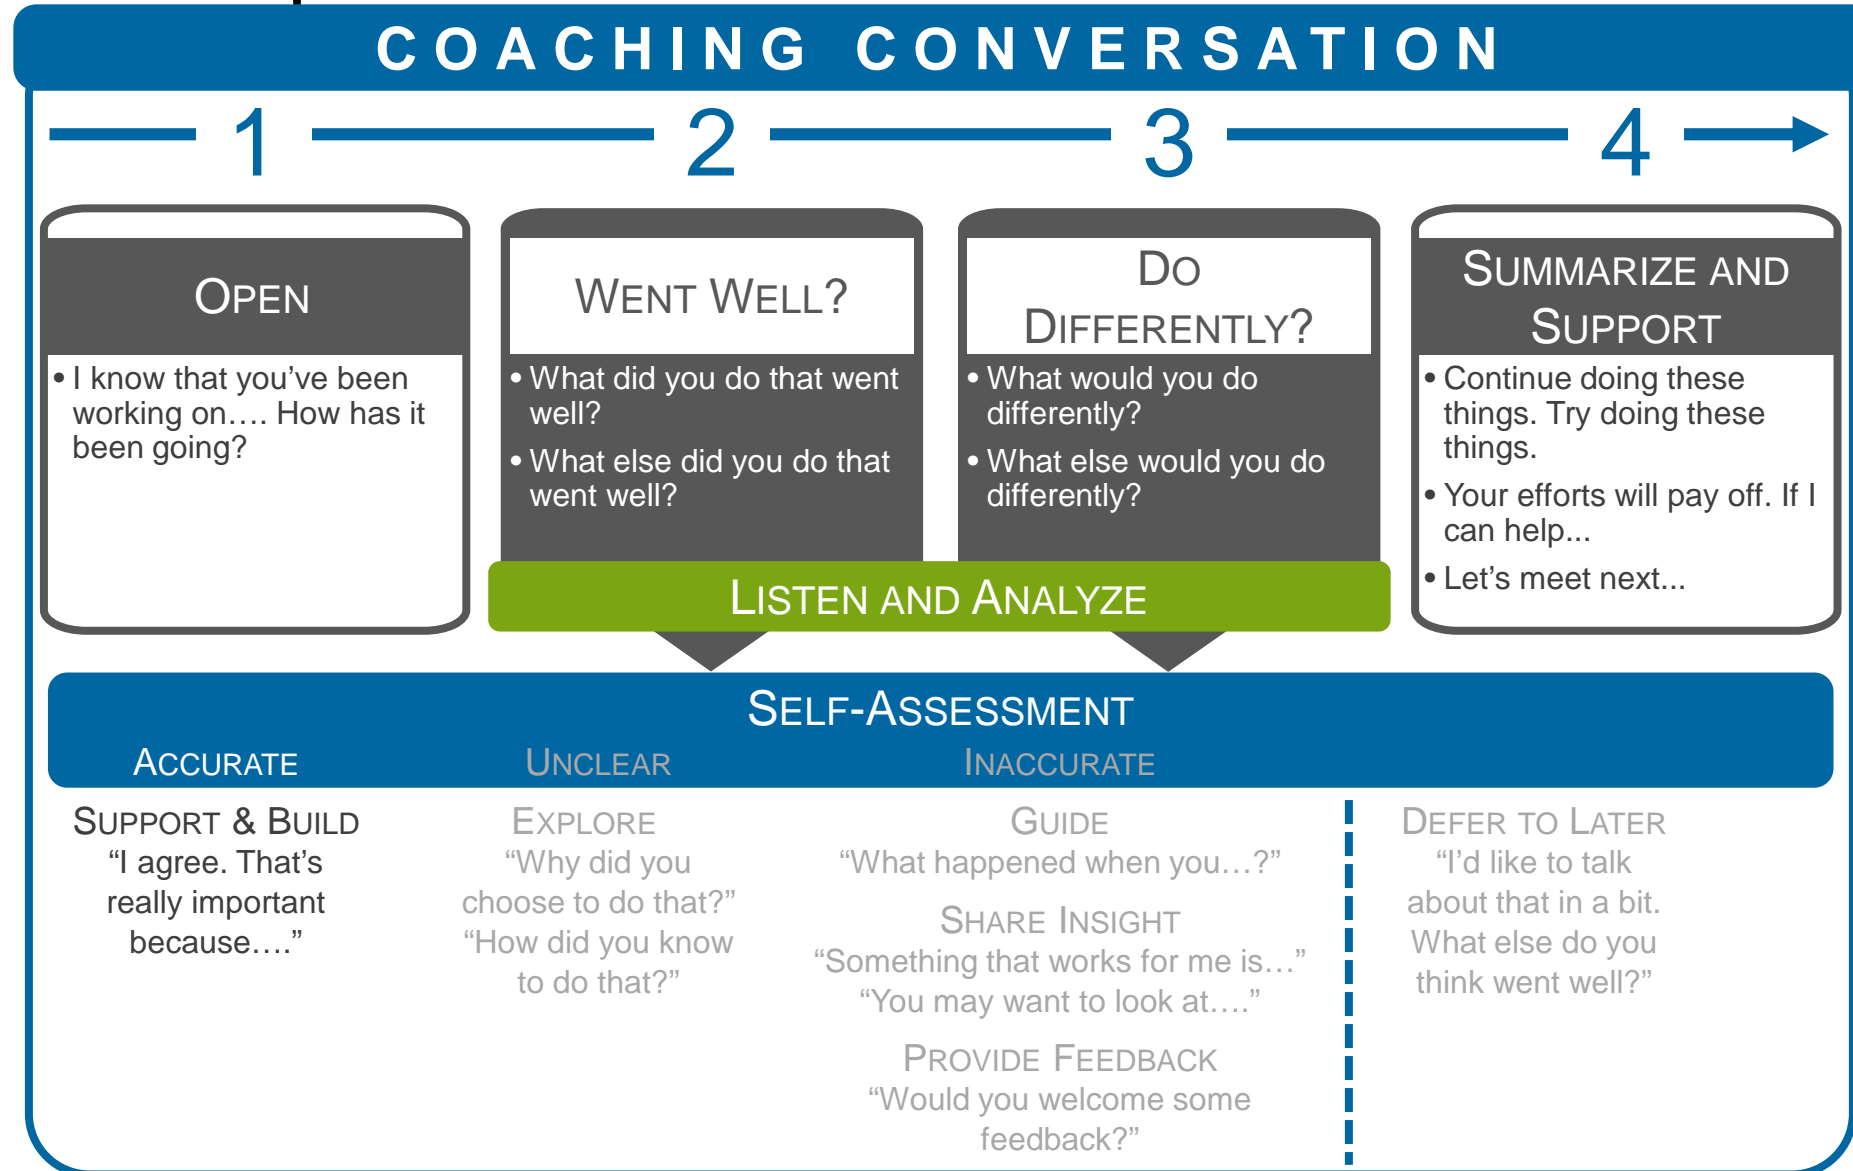 COACHING CONVERSATION
1 2 3 4
OPEN
• I know that you’ve been
working on…. How has it
been going?
WENT WELL?
• What did you do that went
well?
• What else did you do that
went well?
DO
DIFFERENTLY?
• What would you do
differently?
• What else would you do
differently?
SUMMARIZE AND
SUPPORT
• Continue doing these
things. Try doing these
things.
• Your efforts will pay off. If I
can help...
• Let’s meet next...
LISTEN AND ANALYZE
SELF-ASSESSMENT
ACCURATE
SUPPORT & BUILD
“I agree. That’s
really important
because….”
UNCLEAR
EXPLORE
“Why did you
choose to do that?”
“How did you know
to do that?”
INACCURATE
GUIDE
“What happened when you…?”
SHARE INSIGHT
“Something that works for me is…”
“You may want to look at….”
PROVIDE FEEDBACK
“Would you welcome some
feedback?”
DEFER TO LATER
“I’d like to talk
about that in a bit.
What else do you
think went well?”